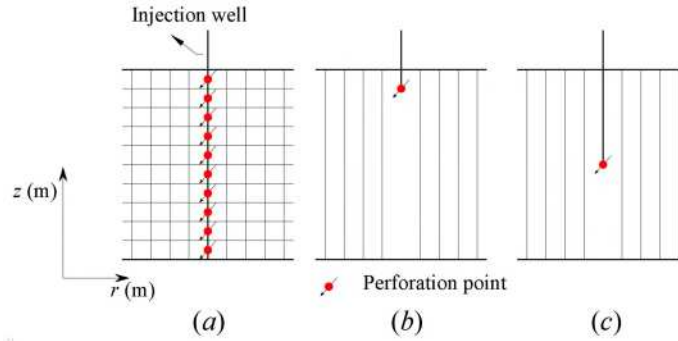 Injection well
z (m)
r (m)
Perforation point
(a)
(b)
(c)